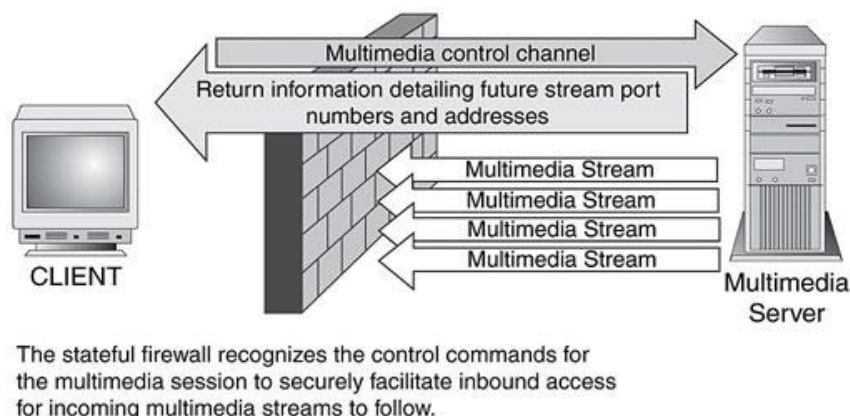 Multimedia control channel
Return information detailing future stream port
numbers and addresses
Multimedia Stream
Multimedia Stream
Multimedia Stream
Multimedia Stream
CLIENT
Multimedia
Server
The stateful firewall recognizes the control commands for
the multimedia session to securely facilitate inbound access
for incoming multimedia streams to follow.